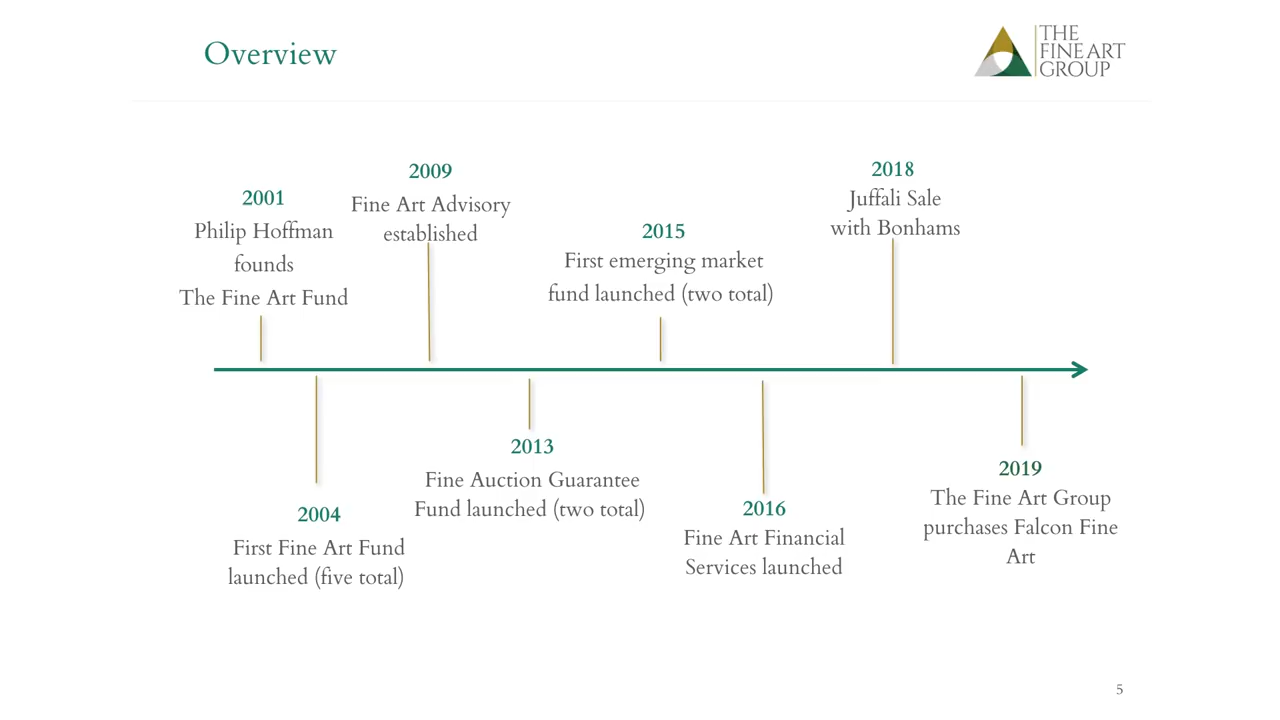 Overview
THE
FINE ART
GROUP
2001
Philip Hoffman
founds
The Fine Art Fund
2009
Fine Art Advisory
established
2015
First emerging market
fund launched (two total)
2018
Juffali Sale
with Bonhams
2004
First Fine Art Fund
launched (five total)
2013
Fine Auction Guarantee
Fund launched (two total)
2016
Fine Art Financial
Services launched
2019
The Fine Art Group
purchases Falcon Fine
Art
5